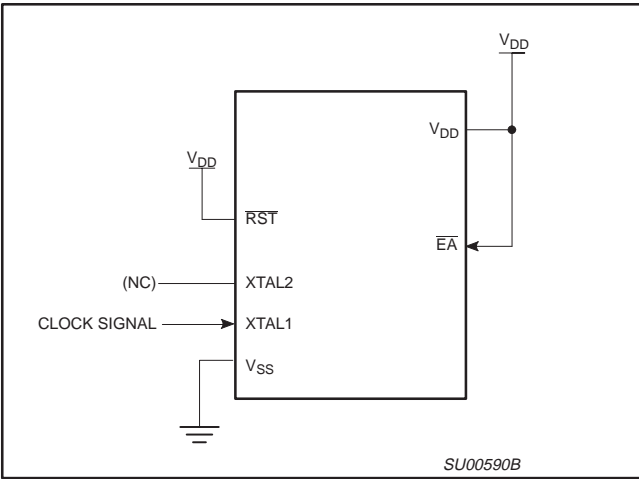 VDD
VDD
VDD
RST
EA
(NC) XTAL2
CLOCK SIGNAL XTAL1
VSS
SU00590B